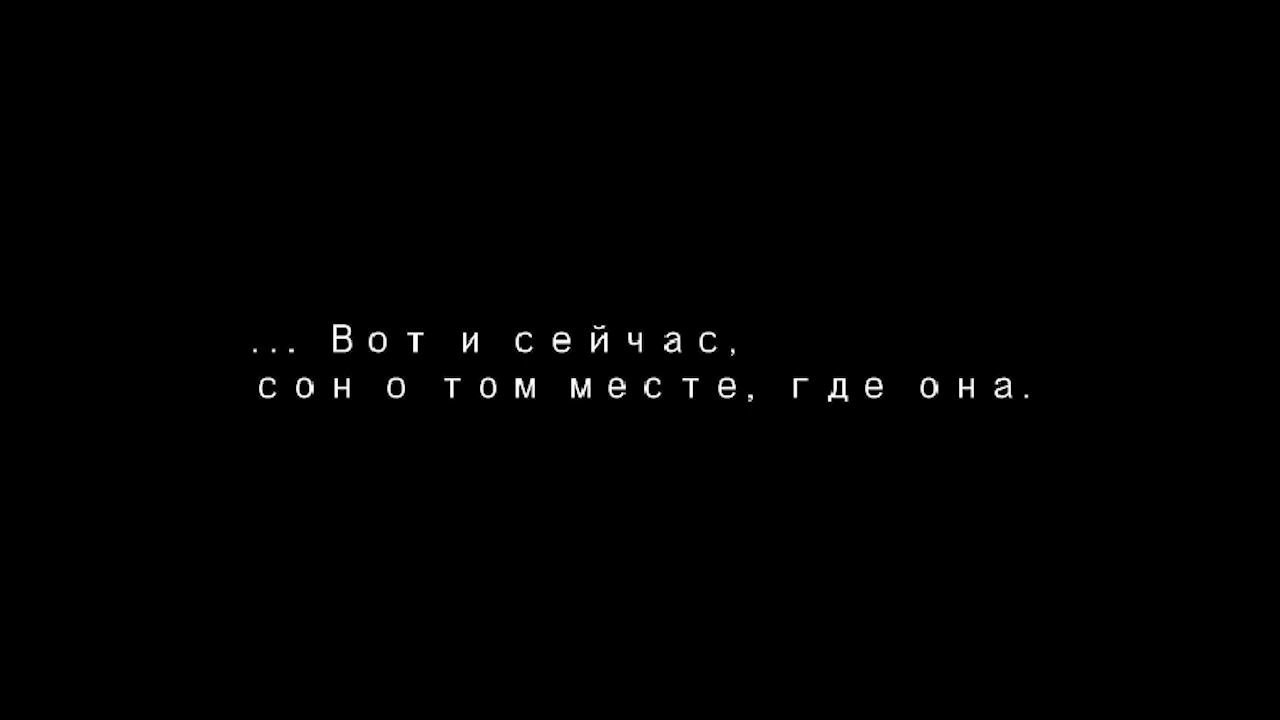 ... Вот и сейчас,
сон о том месте, где она.